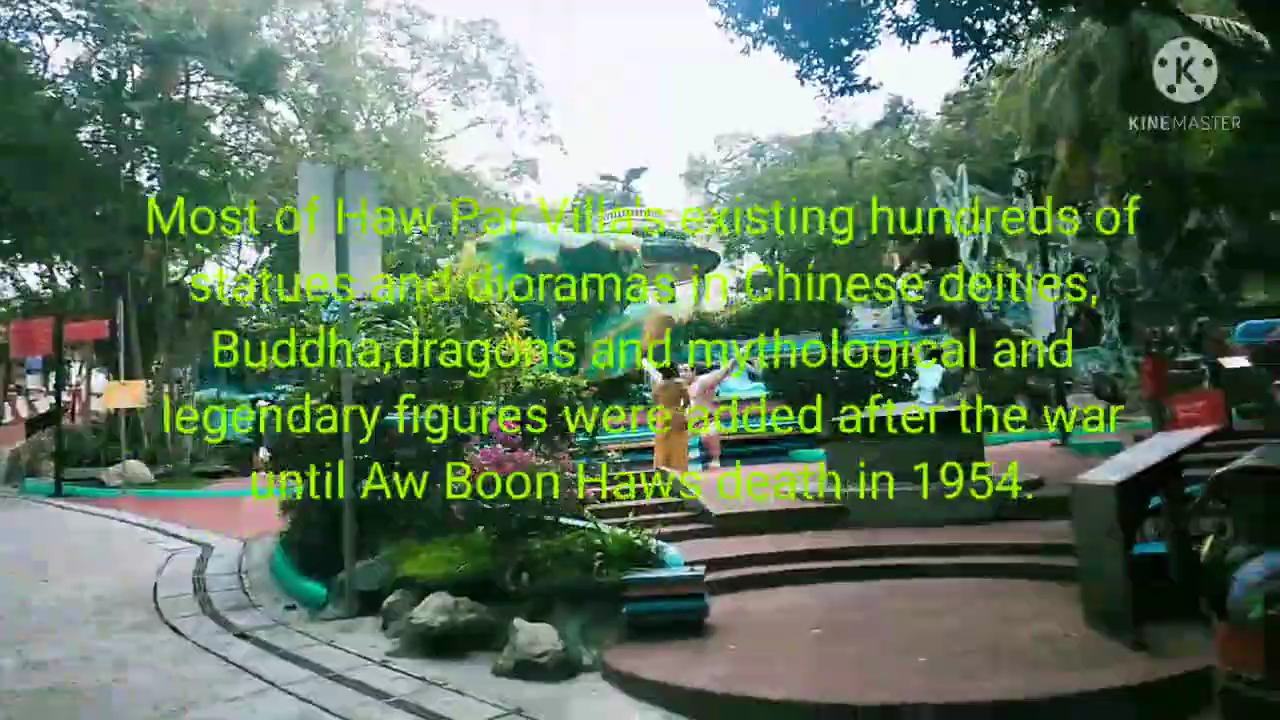 KINEMASTER
Most of Haw Par Villa's existing hundreds of
statues and dioramas in Chinese deities,
Buddha,dragons and mythological and
legendary figures were added after the war
until Aw Boon Haws death in 1954.